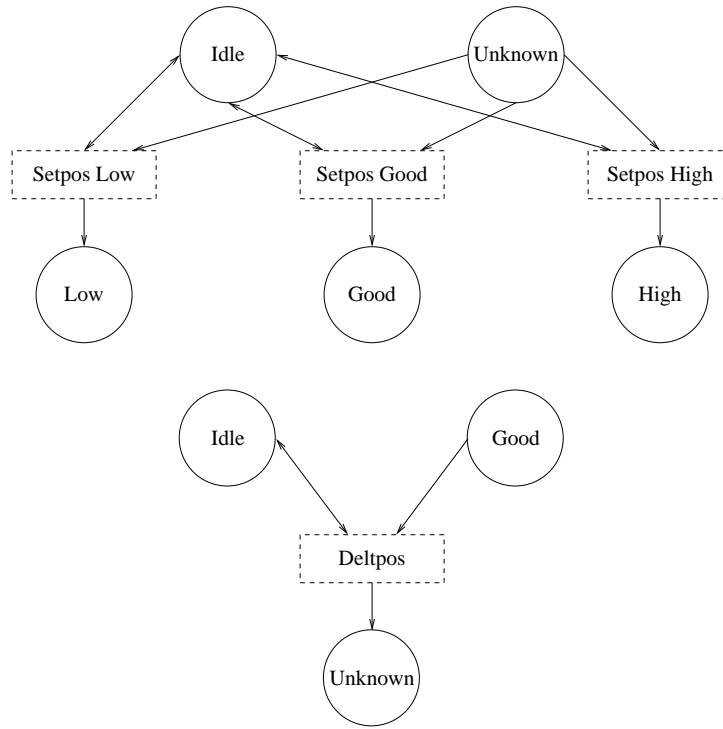 Idle
Unknown
Setpos Low
Setpos Good
Setpos High
Low
Good
High
Idle
Good
Deltpos
Unknown